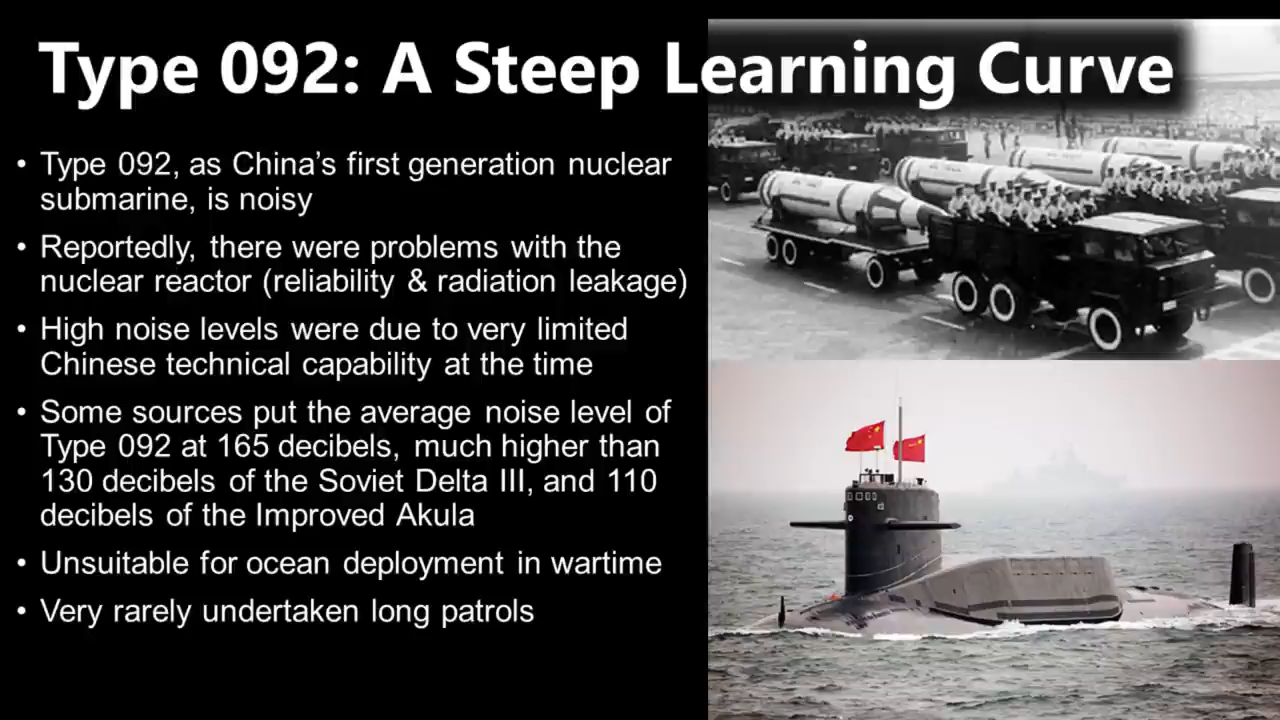 Type 092: A Steep Learning Curve
• Type 092, as China’s first generation nuclear
submarine, is noisy
• Reportedly, there were problems with the
nuclear reactor (reliability & radiation leakage)
• High noise levels were due to very limited
Chinese technical capability at the time
• Some sources put the average noise level of
Type 092 at 165 decibels, much higher than
130 decibels of the Soviet Delta III, and 110
decibels of the Improved Akula
• Unsuitable for ocean deployment in wartime
• Very rarely undertaken long patrols